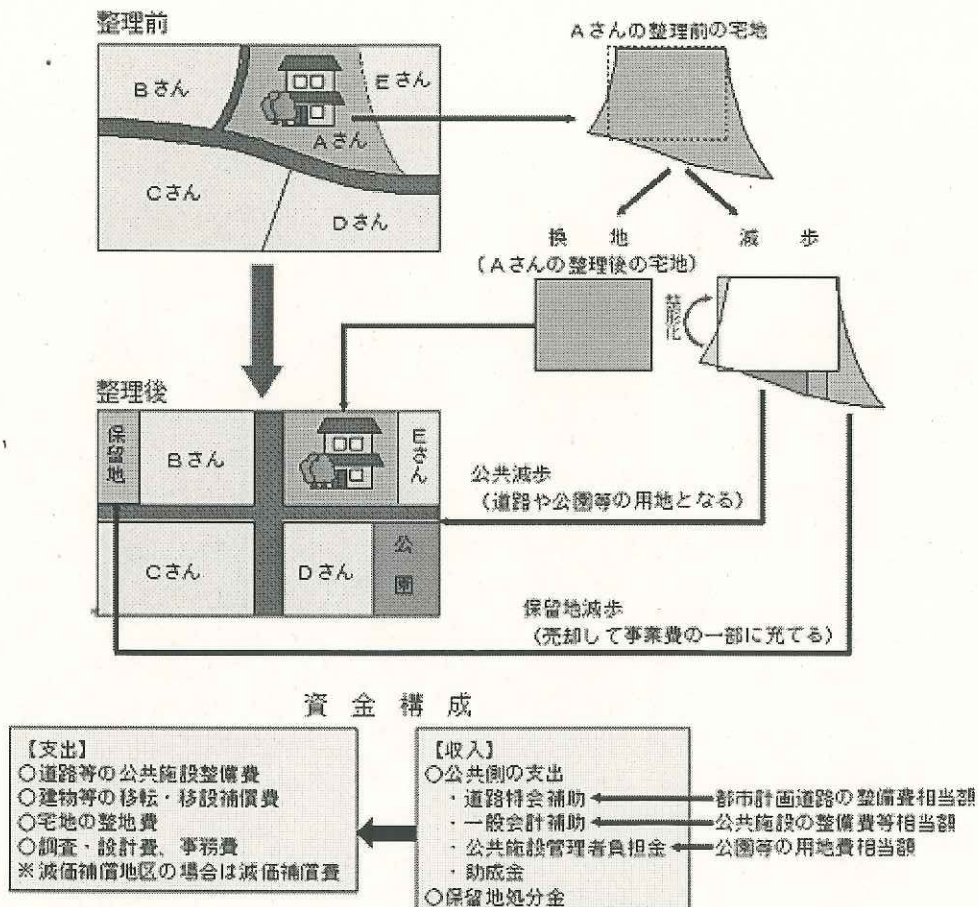 整理前
Aさんの整理前の宅地
Bさん
Eさん
Aさん
Cさん
Dさん
換 地
減 歩
(Aさんの整理後の宅地)
整形化
整理後
保留地
Bさん
Eさん
公共減歩
(道路や公園等の用地となる)
Cさん
Dさん
公園
保留地減歩
(売却して事業費の一部に充てる)
資 金 構 成
【支出】
○道路等の公共施設整備費
○建物等の移転・移設補償費
○宅地の整地費
○調査・設計費、事務費
※減価補償地区の場合は減価補償費
【収入】
○公共側の支出
・道路特会補助
都市計画道路の整備費相当額
・一般会計補助
公共施設の整備費等相当額
・公共施設管理者負担金
公園等の用地費相当額
・助成金
○保留地処分金